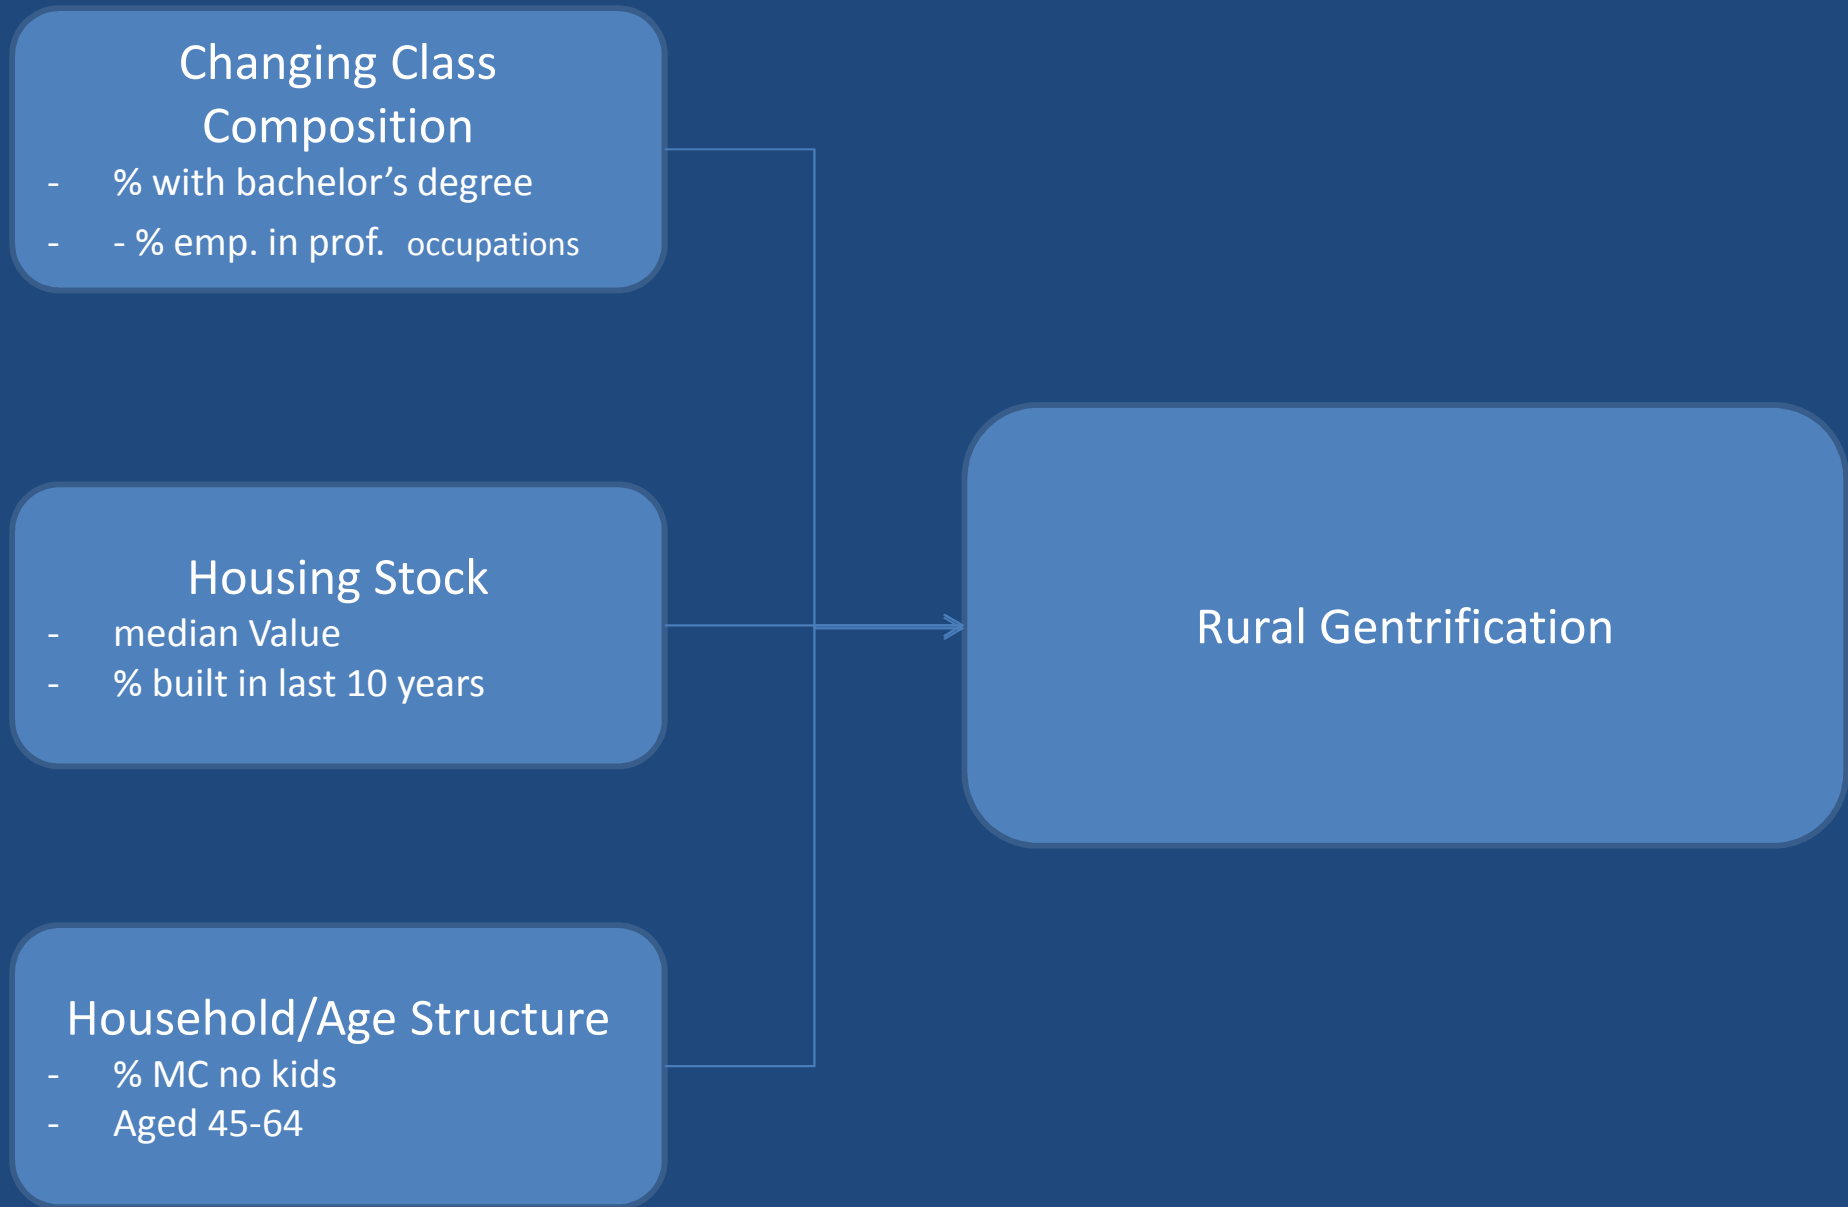 Changing Class
Composition
- % with bachelor’s degree
- - % emp. in prof. occupations
Housing Stock
- median Value
- % built in last 10 years
Household/Age Structure
- % MC no kids
- Aged 45-64
Rural Gentrification